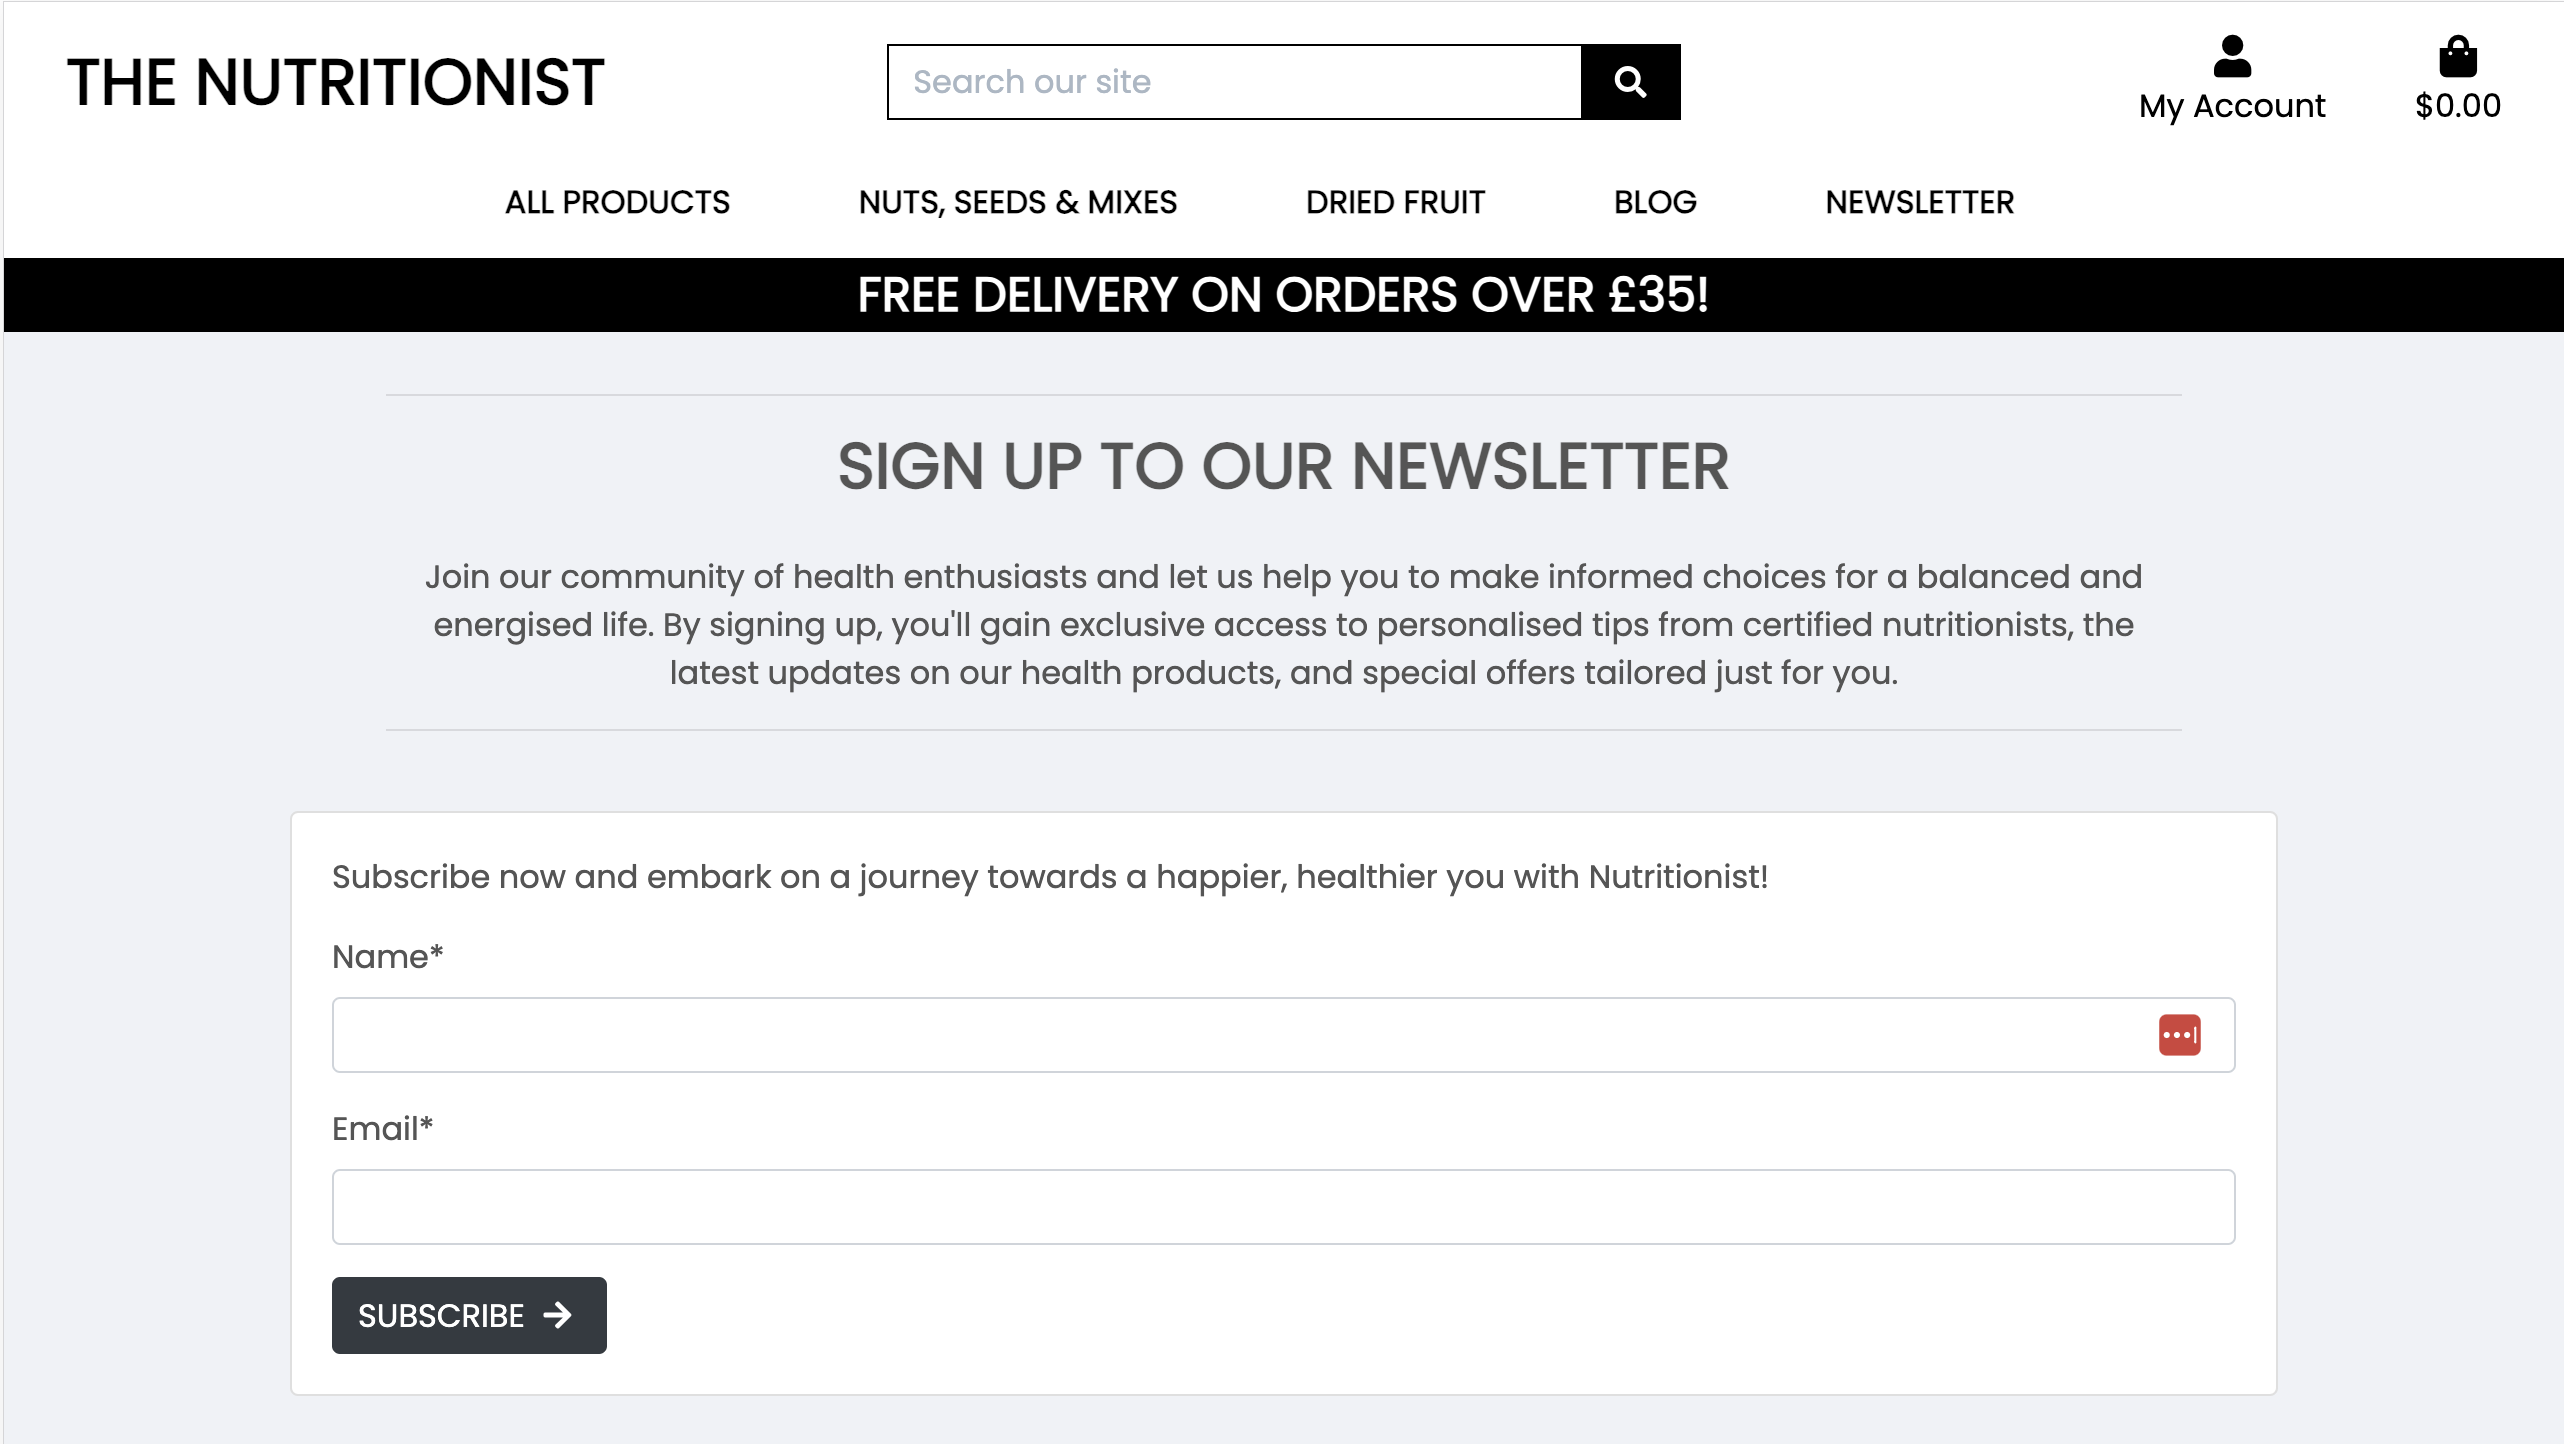 THE NUTRITIONIST
Search our site
My Account
$0.00
ALL PRODUCTS
NUTS, SEEDS & MIXES
DRIED FRUIT
BLOG
NEWSLETTER
FREE DELIVERY ON ORDERS OVER £35!
SIGN UP TO OUR NEWSLETTER
Join our community of health enthusiasts and let us help you to make informed choices for a balanced and
energised life. By signing up, you'll gain exclusive access to personalised tips from certified nutritionists, the
latest updates on our health products, and special offers tailored just for you.
Subscribe now and embark on a journey towards a happier, healthier you with Nutritionist!
Name*
Email*
SUBSCRIBE